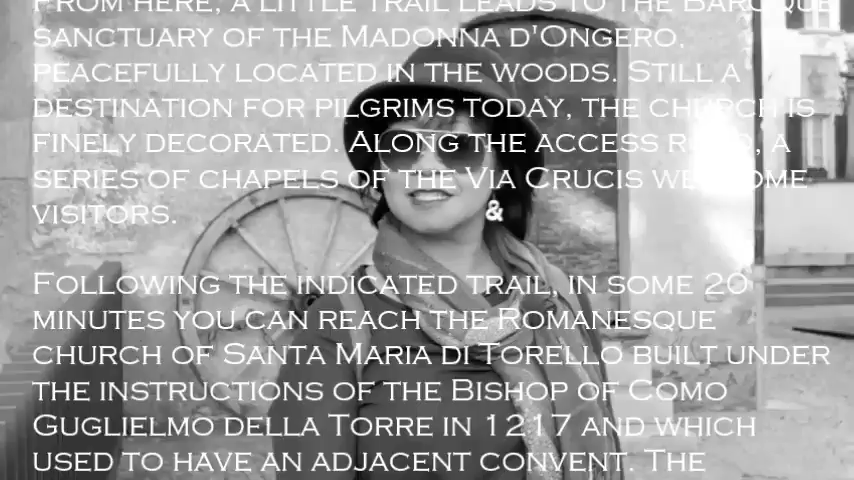 From here, a little trail leads to the Baroque
sanctuary of the Madonna d'Ongero,
peacefully located in the woods. Still a
destination for pilgrims today, the church is
finely decorated. Along the access road, a
series of chapels of the Via Crucis welcome
visitors.
&
Following the indicated trail, in some 20
minutes you can reach the Romanesque
church of Santa Maria di Torello built under
the instructions of the Bishop of Como
Guglielmo della Torre in 1217 and which
used to have an adjacent convent. The